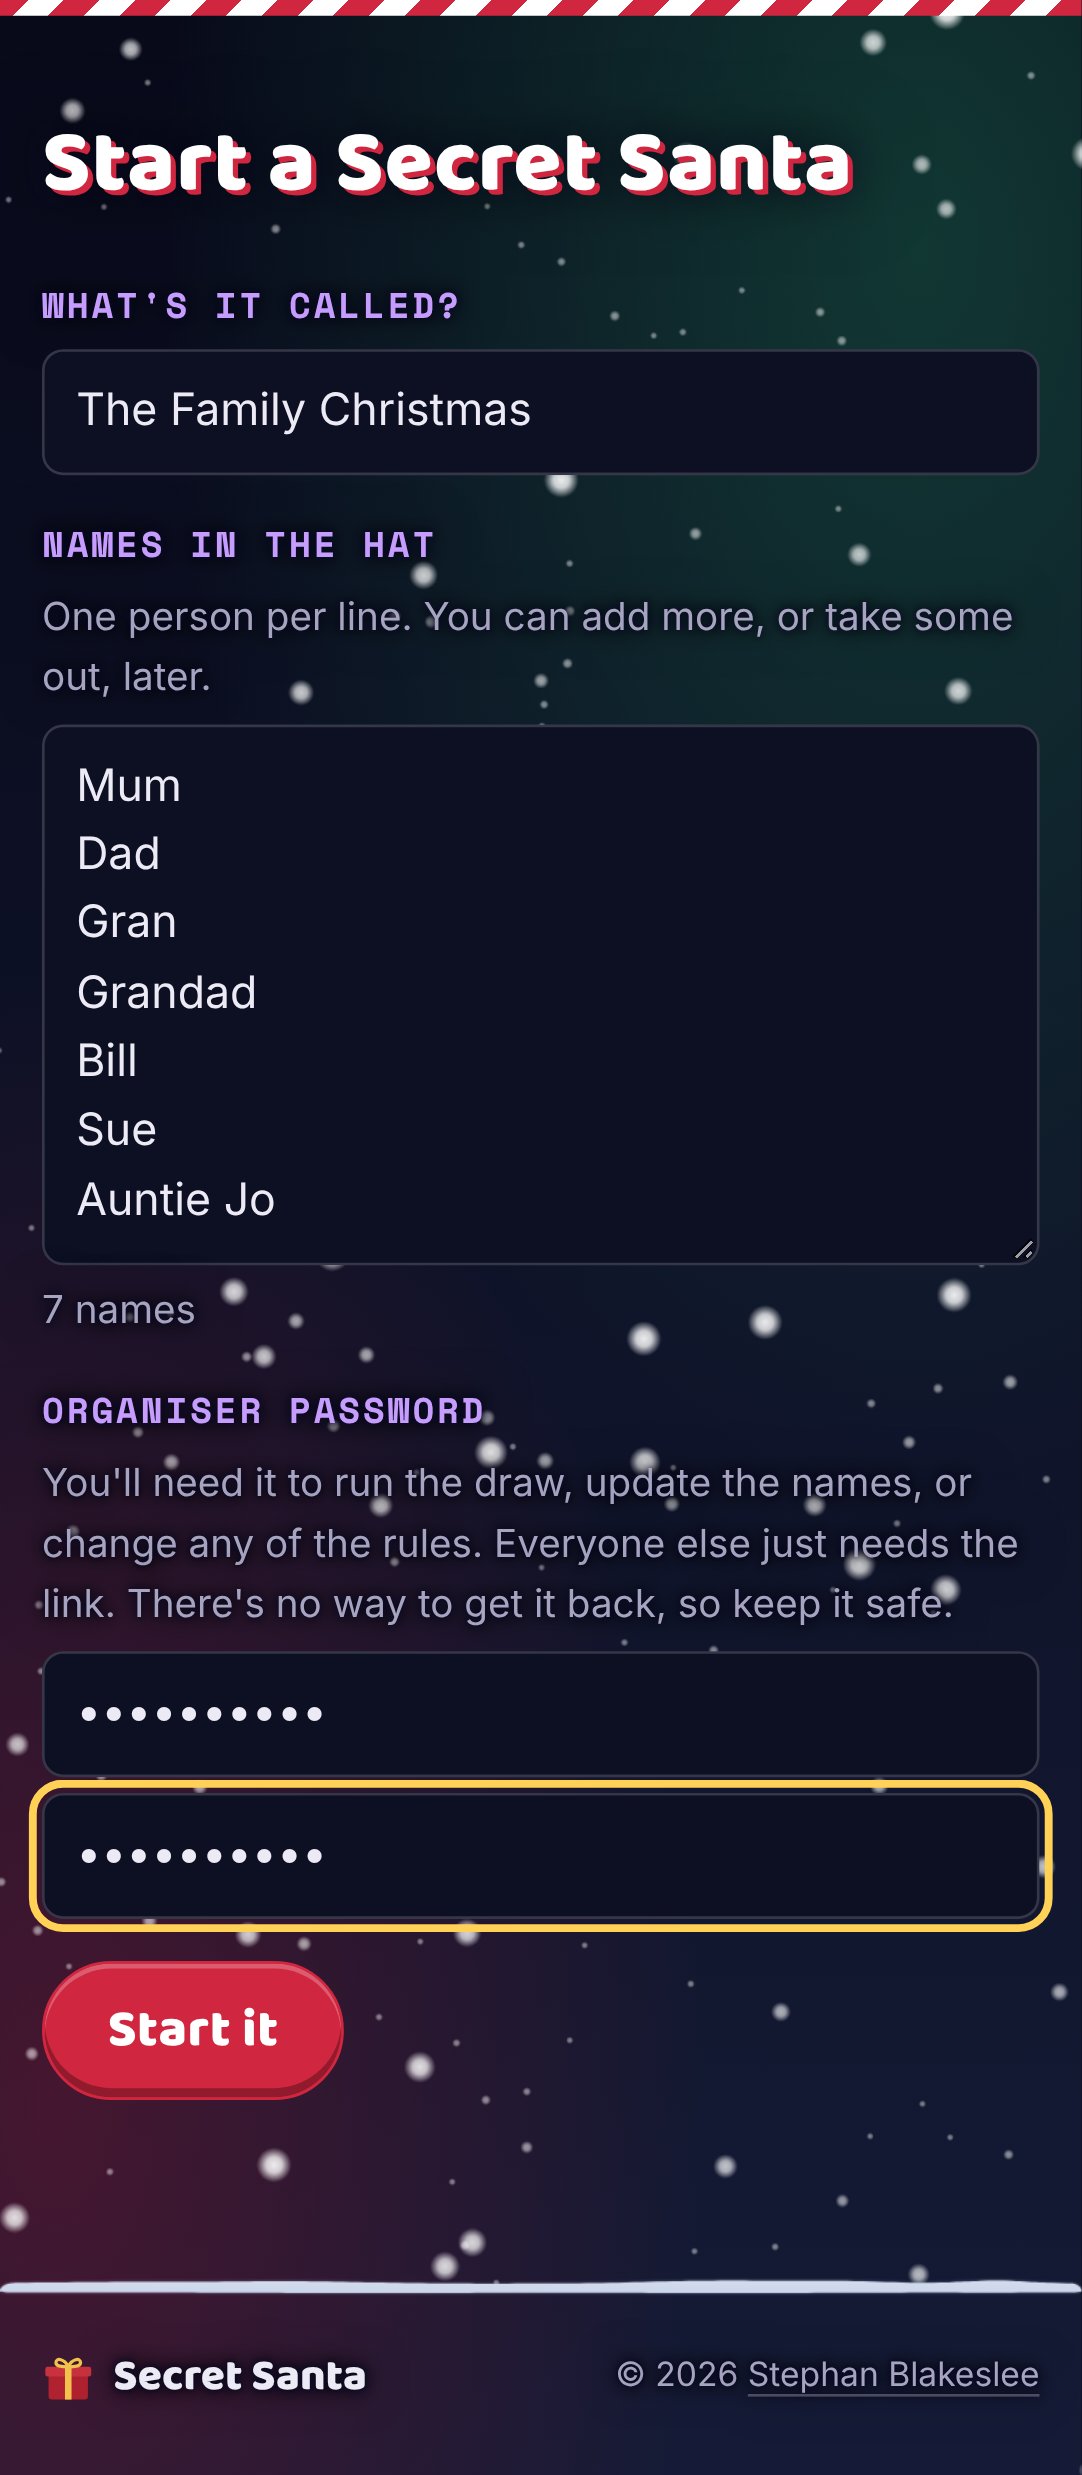 Start a Secret Santa
WHAT'S IT CALLED?
The Family Christmas
NAMES IN THE HAT
One person per line. You can add more, or take some
out, later.
Mum
Dad
Gran
Grandad
Bill
Sue
Auntie Jo
7 names
ORGANISER PASSWORD
You'll need it to run the draw, update the names, or
change any of the rules. Everyone else just needs the
link. There's no way to get it back, so keep it safe.
••••••••••
••••••••••
Start it
Secret Santa
© 2026 Stephan Blakeslee